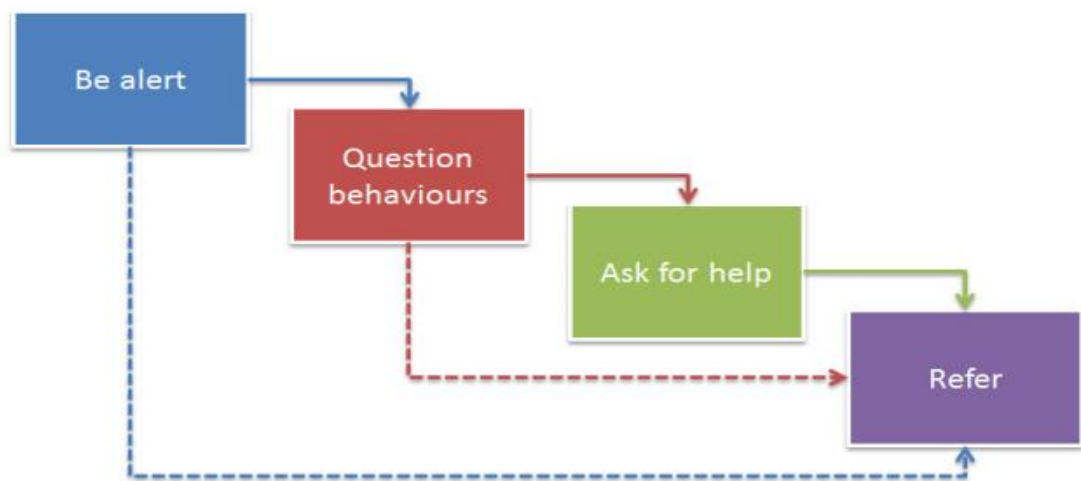 Be alert
Question
behaviours
Ask for help
Refer